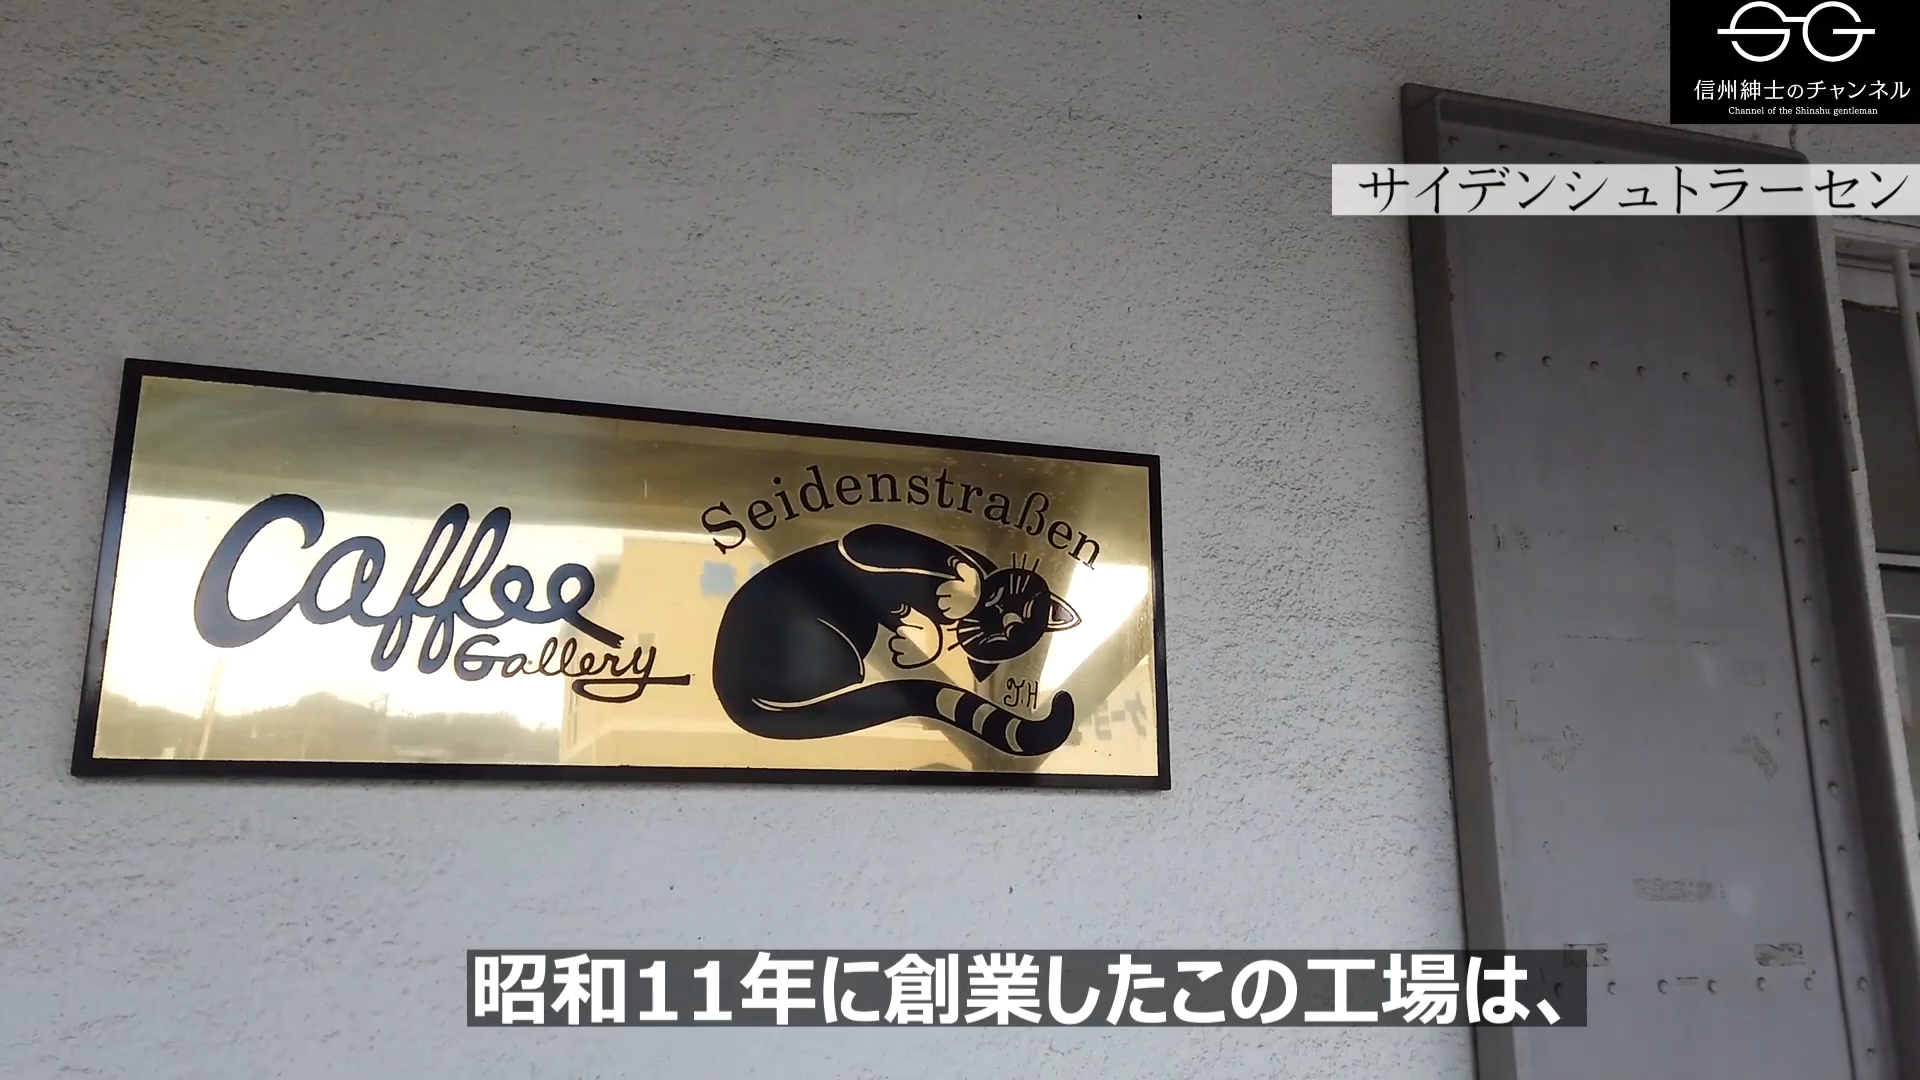 SG
信州紳士のチャンネル
Channel of the Shinshu gentleman
サイデンシュトラーセン
Seidenstraßen
Caffee
Gallery
J.H
昭和11年に創業したこの工場は、